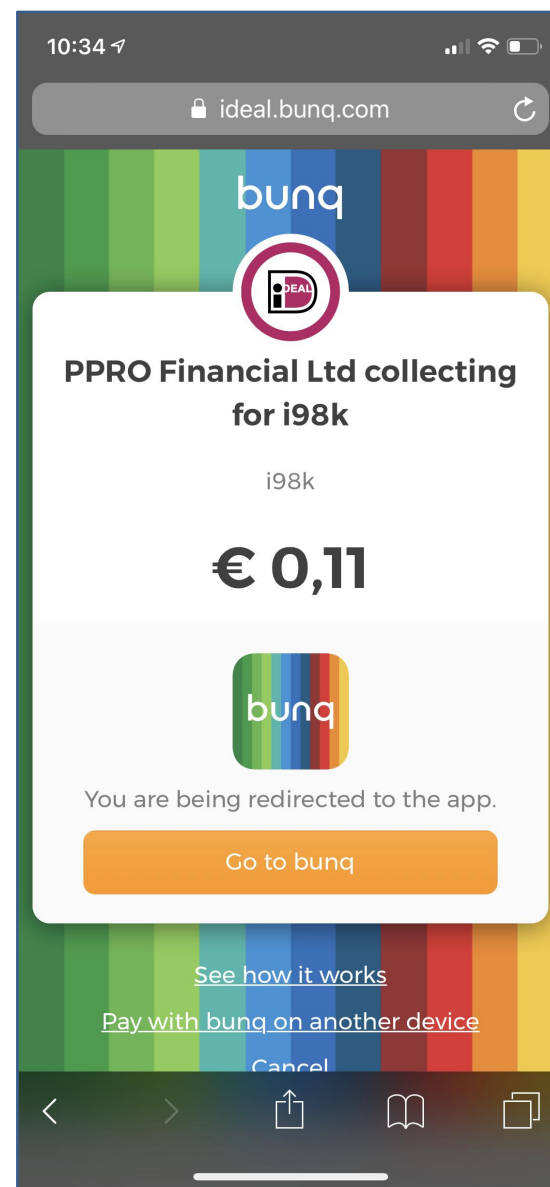 10:34
ideal.bunq.com
bunq
iDEAL
PPRO Financial Ltd collecting
for i98k
i98k
€ 0,11
bunq
You are being redirected to the app.
Go to bunq
See how it works
Pay with bunq on another device
Cancel